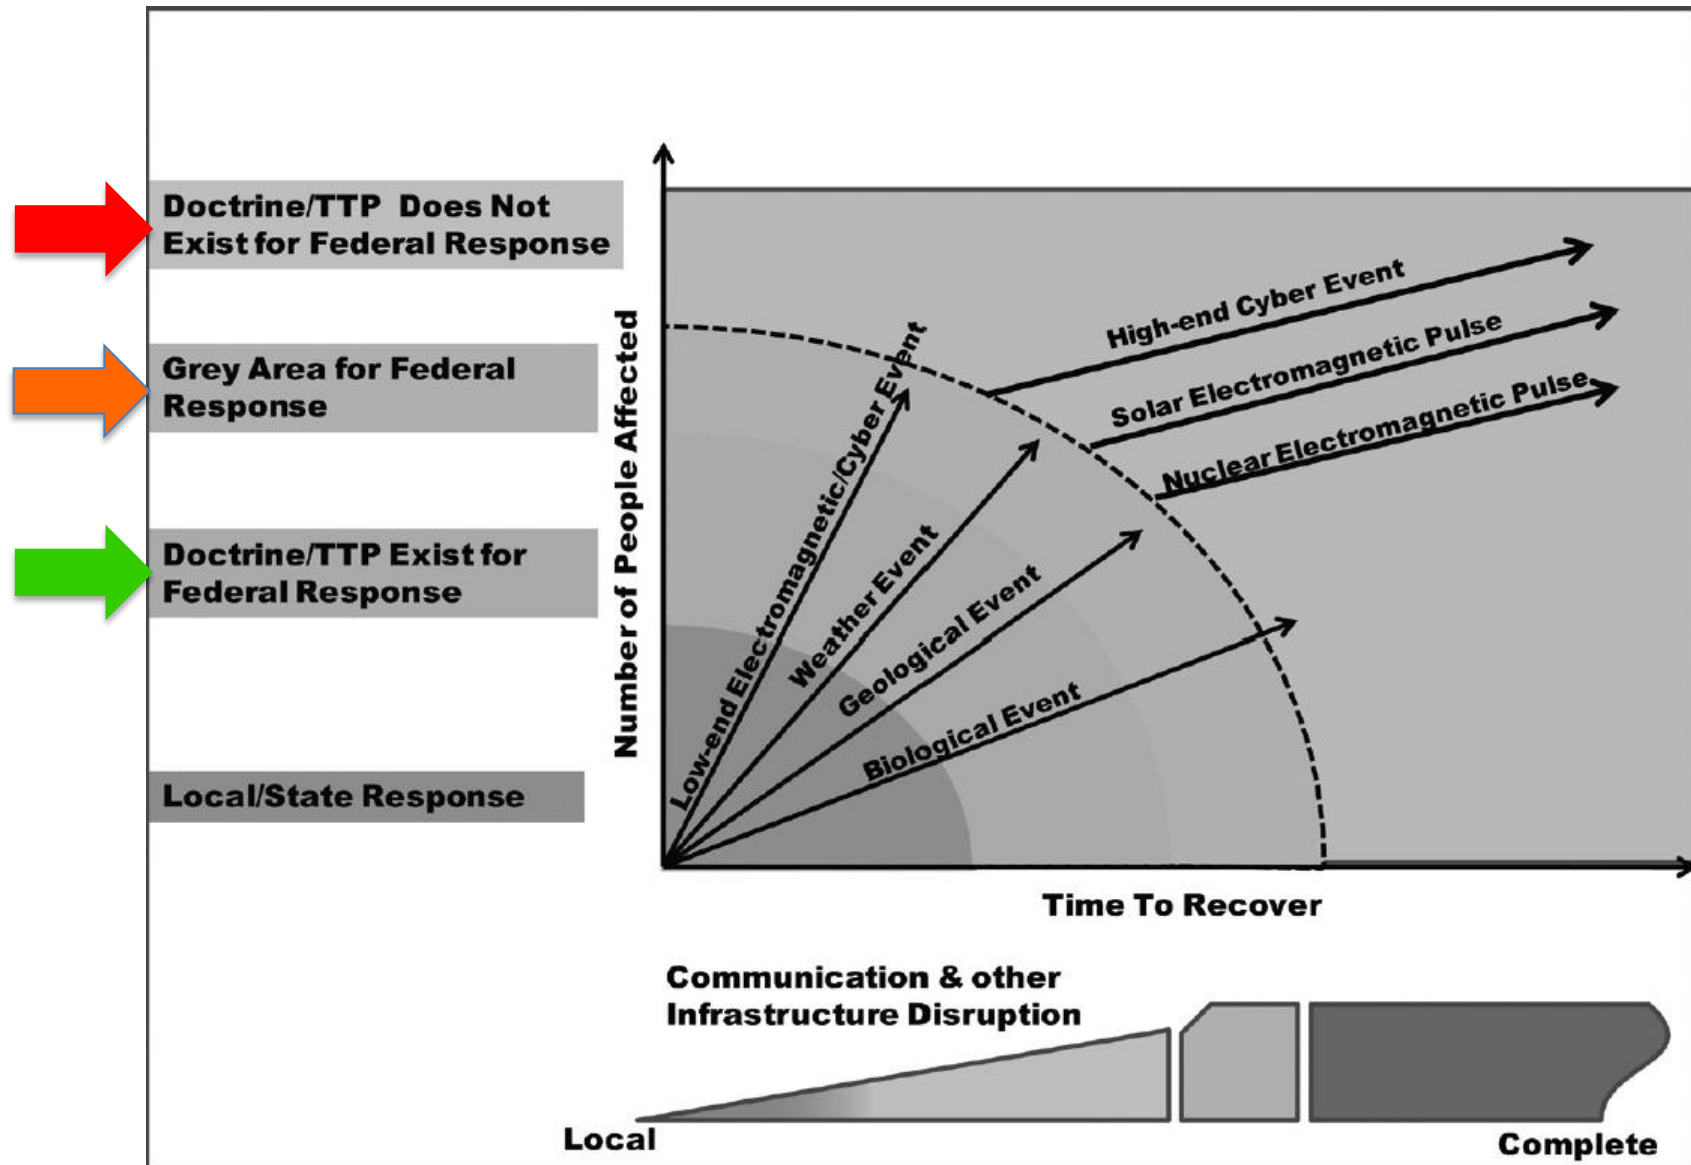 Doctrine/TTP Does Not
Exist for Federal Response
Grey Area for Federal
Response
Doctrine/TTP Exist for
Federal Response
Local/State Response
Number of People Affected
Low-end Electromagnetic/Cyber Event
Weather Event
Geological Event
Biological Event
High-end Cyber Event
Solar Electromagnetic Pulse
Nuclear Electromagnetic Pulse
Time To Recover
Communication & other
Infrastructure Disruption
Local
Complete